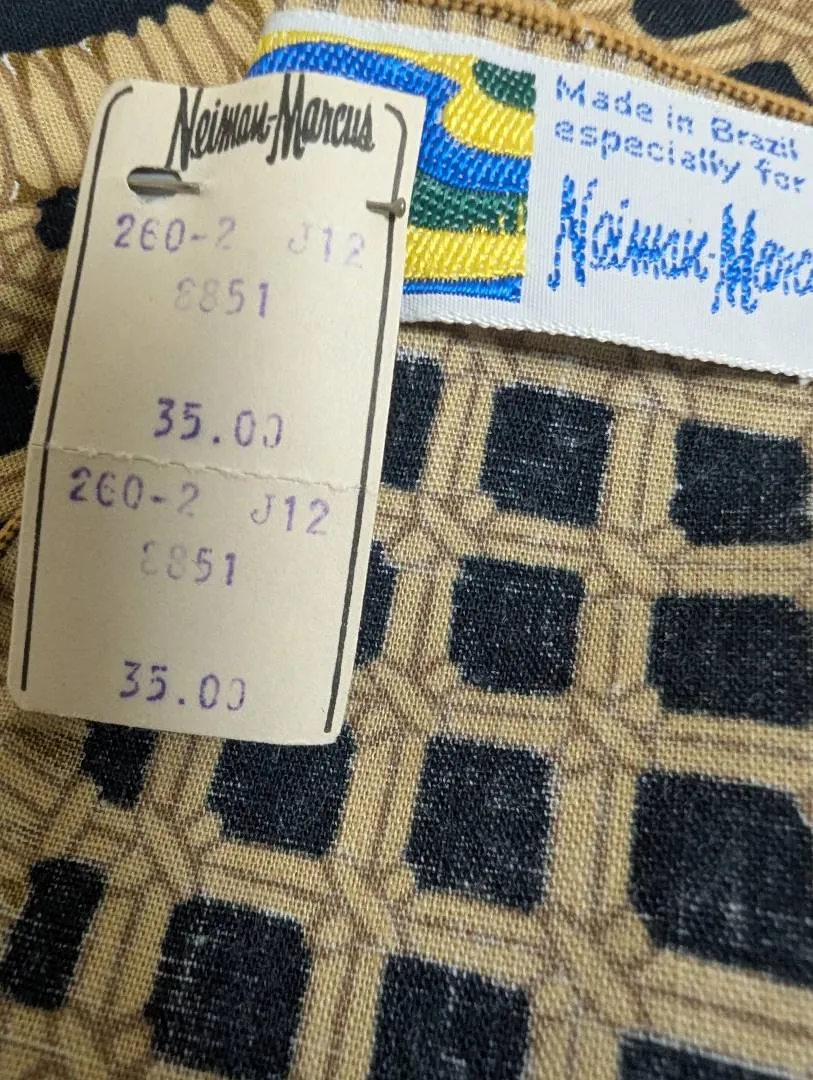 Neiman-Marcus
260-2 J12
8851
35.00
260-2 J12
8851
35.00
Made in Brazil
especially for
Neiman-Marc